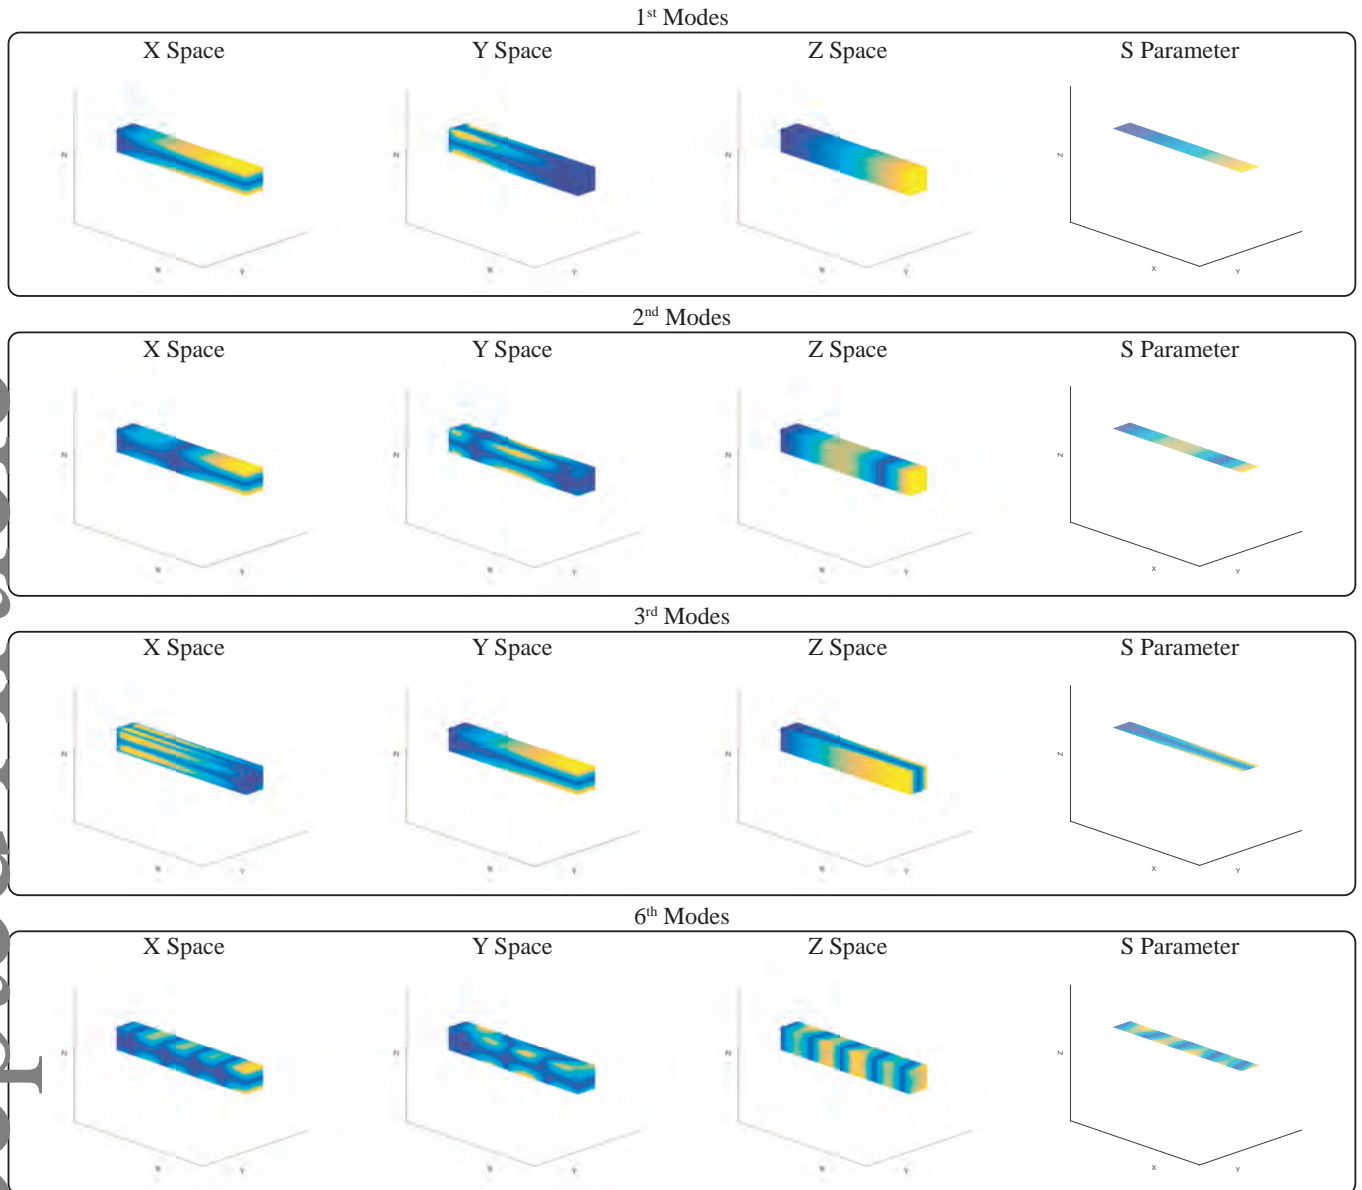 1st Modes
X Space Y Space Z Space S Parameter
Z Z Z Z
X Y X Y X Y X Y
2nd Modes
X Space Y Space Z Space S Parameter
Z Z Z Z
X Y X Y X Y X Y
3rd Modes
X Space Y Space Z Space S Parameter
Z Z Z Z
X Y X Y X Y X Y
6th Modes
X Space Y Space Z Space S Parameter
Z Z Z Z
X Y X Y X Y X Y